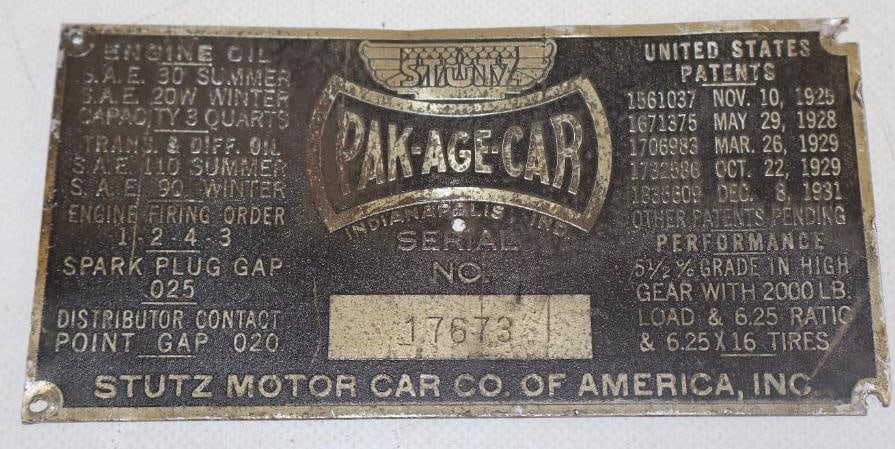 ENGINE OIL
S.A.E. 30 SUMMER
S.A.E. 20W WINTER
CAPACITY 3 QUARTS
TRANS. & DIFF. OIL
S.A.E. 110 SUMMER
S.A.E. 90 WINTER
ENGINE FIRING ORDER
1-2-4-3
SPARK PLUG GAP
025
DISTRIBUTOR CONTACT
POINT GAP 020
STUTZ
PAK-AGE-CAR
INDIANAPOLIS, IND.
SERIAL
NO.
17673
UNITED STATES
PATENTS
1561037 NOV. 10, 1925
1671375 MAY 29, 1928
1706983 MAR. 26, 1929
1732586 OCT. 22, 1929
1835609 DEC. 8, 1931
OTHER PATENTS PENDING
PERFORMANCE
5½% GRADE IN HIGH
GEAR WITH 2000 LB.
LOAD & 6.25 RATIO
& 6.25 X 16 TIRES
STUTZ MOTOR CAR CO. OF AMERICA, INC.